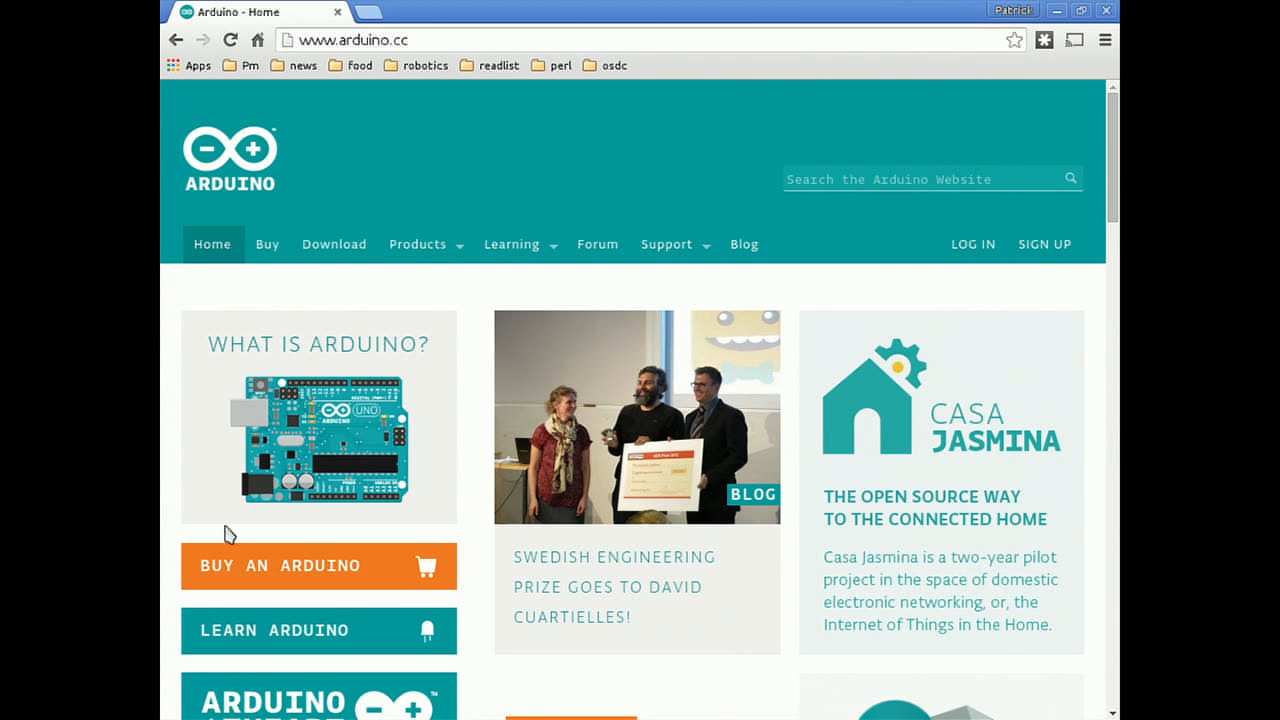 Arduino - Home
Patrick
www.arduino.cc
Apps Pm news food robotics readlist perl osdc
ARDUINO
Search the Arduino Website
Home Buy Download Products Learning Forum Support Blog LOG IN SIGN UP
WHAT IS ARDUINO?
ARDUINO UNO
BUY AN ARDUINO
LEARN ARDUINO
ARDUINO
BLOG
SWEDISH ENGINEERING
PRIZE GOES TO DAVID
CUARTIELLES!
CASA
JASMINA
THE OPEN SOURCE WAY
TO THE CONNECTED HOME
Casa Jasmina is a two-year pilot
project in the space of domestic
electronic networking, or, the
Internet of Things in the Home.